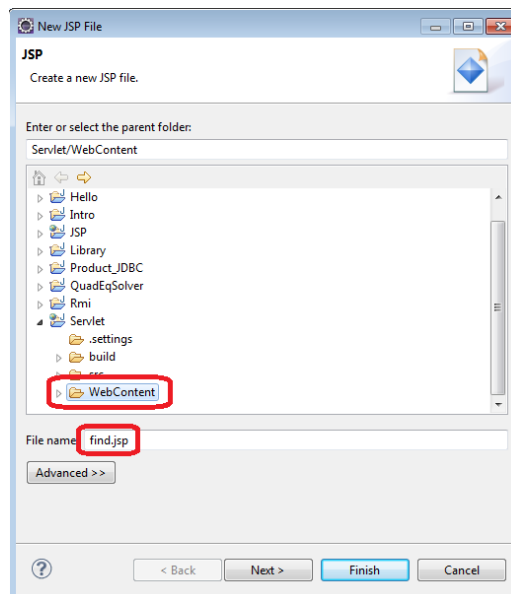 New JSP File
JSP
Create a new JSP file.
Enter or select the parent folder:
Servlet/WebContent
Hello
Intro
JSP
Library
Product_JDBC
QuadEqSolver
Rmi
Servlet
.settings
build
src
WebContent
File name: find.jsp
Advanced >>
< Back Next > Finish Cancel